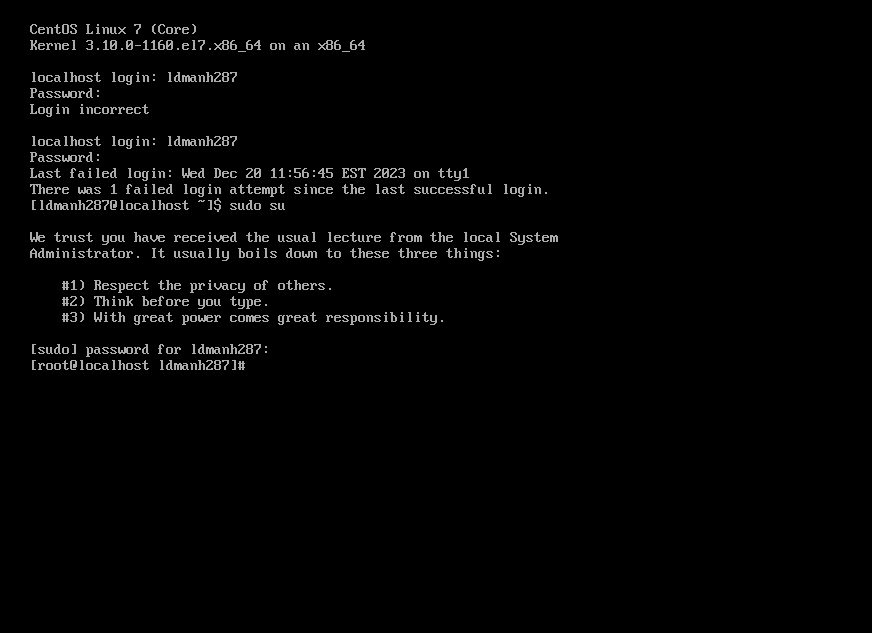 CentOS Linux 7 (Core)
Kernel 3.10.0-1160.el7.x86_64 on an x86_64
localhost login: ldmanh287
Password:
Login incorrect
localhost login: ldmanh287
Password:
Last failed login: Wed Dec 20 11:56:45 EST 2023 on tty1
There was 1 failed login attempt since the last successful login.
[ldmanh287@localhost ~]$ sudo su
We trust you have received the usual lecture from the local System
Administrator. It usually boils down to these three things:
#1) Respect the privacy of others.
#2) Think before you type.
#3) With great power comes great responsibility.
[sudo] password for ldmanh287:
[root@localhost ldmanh287]#